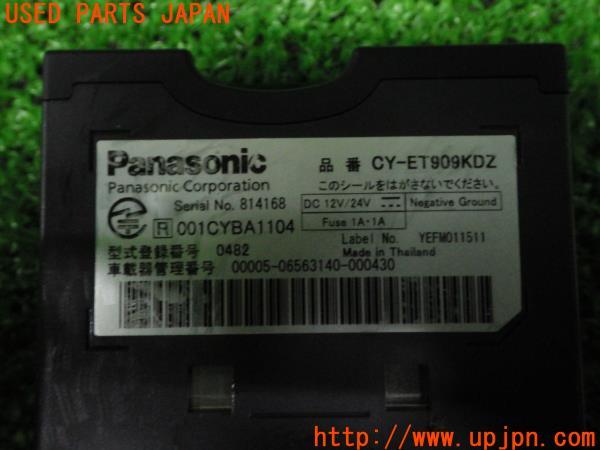 USED PARTS JAPAN
Panasonic
品番 CY-ET909KDZ
Panasonic Corporation
このシールをはがさないでください。
Serial No. 814168
DC 12V/24V
Negative Ground
Fuse 1A・1A
R 001CYBA1104
Label No. YEFM011511
型式登録番号 0482
Made in Thailand
車載器管理番号 00005-06563140-000430
http://www.upjpn.com